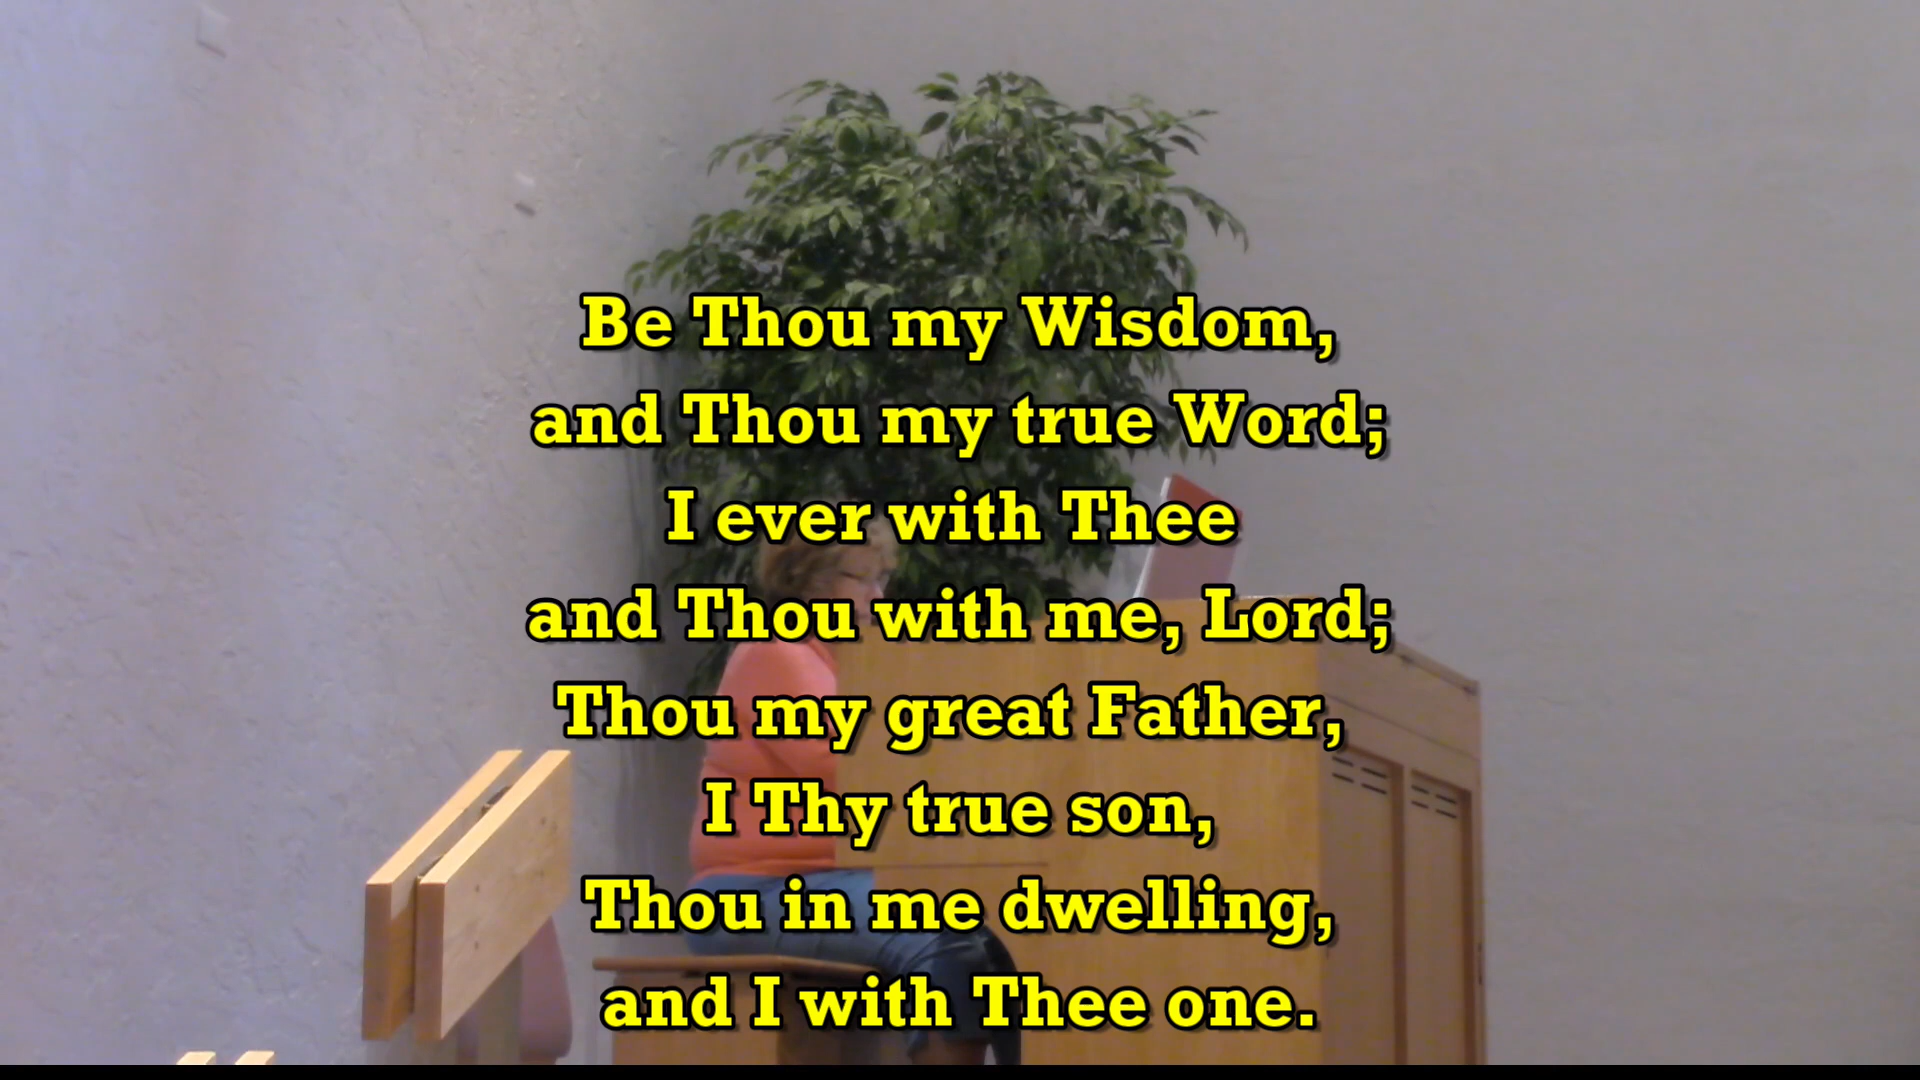 Be Thou my Wisdom,
and Thou my true Word;
I ever with Thee
and Thou with me, Lord;
Thou my great Father,
I Thy true son,
Thou in me dwelling,
and I with Thee one.